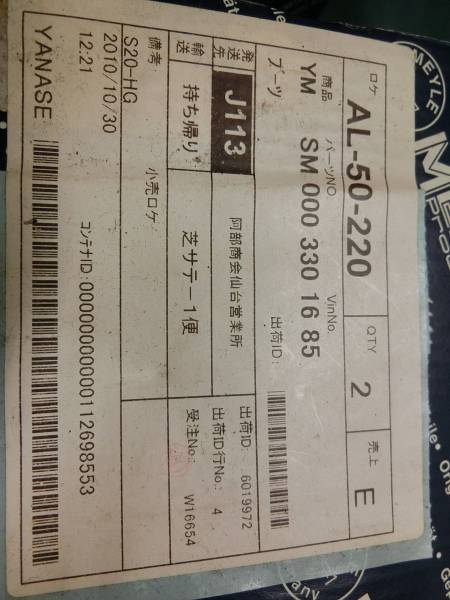 ロケ
AL-50-220
QTY
2
売上
E
商品
パーツNO
VinNo.
YM
SM 000 330 16 85
ブーツ
出荷ID:
発送先
J113
阿部商会仙台営業所
出荷ID: 6019972
出荷ID行No.: 4
受注No.: W16654
輸送
持ち帰り
芝サテー1便
備考
小売ロケ
S20-HG
2010/10/30
12:21
コンテナID:00000000000112698553
YANASE
MEYLE